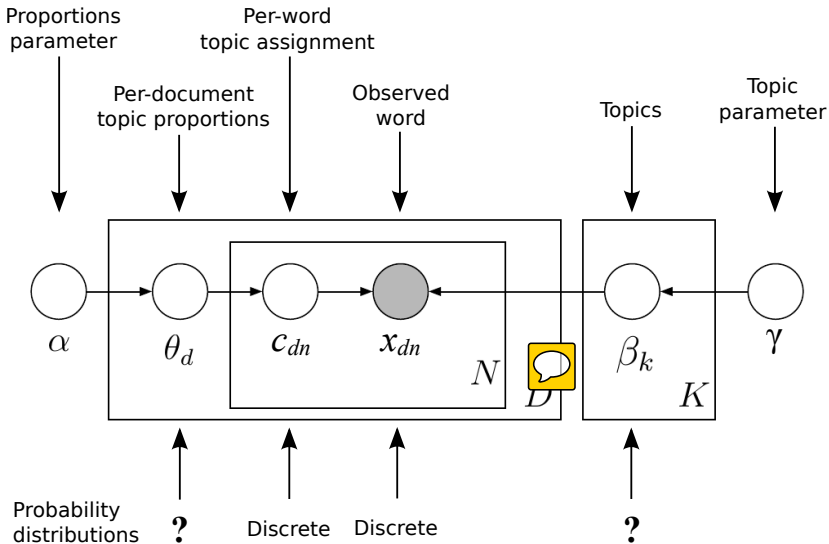 Proportions
parameter
Per-word
topic assignment
Per-document
topic proportions
Observed
word
Topics
Topic
parameter
α
θd
cdn
xdn
βk
γ
N
D
K
Probability
distributions
?
Discrete
Discrete
?